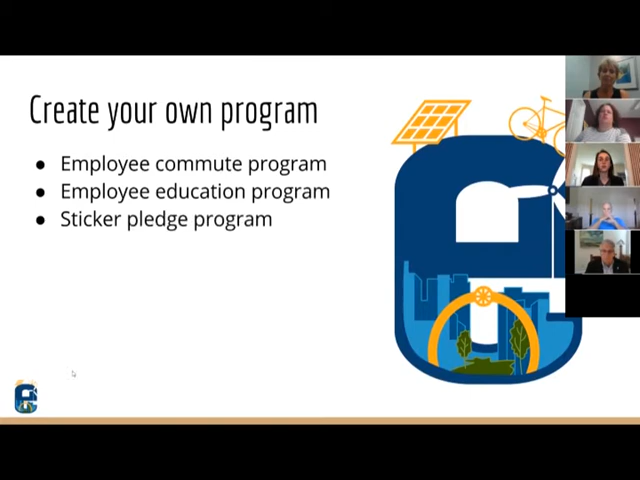 Create your own program
● Employee commute program
● Employee education program
● Sticker pledge program